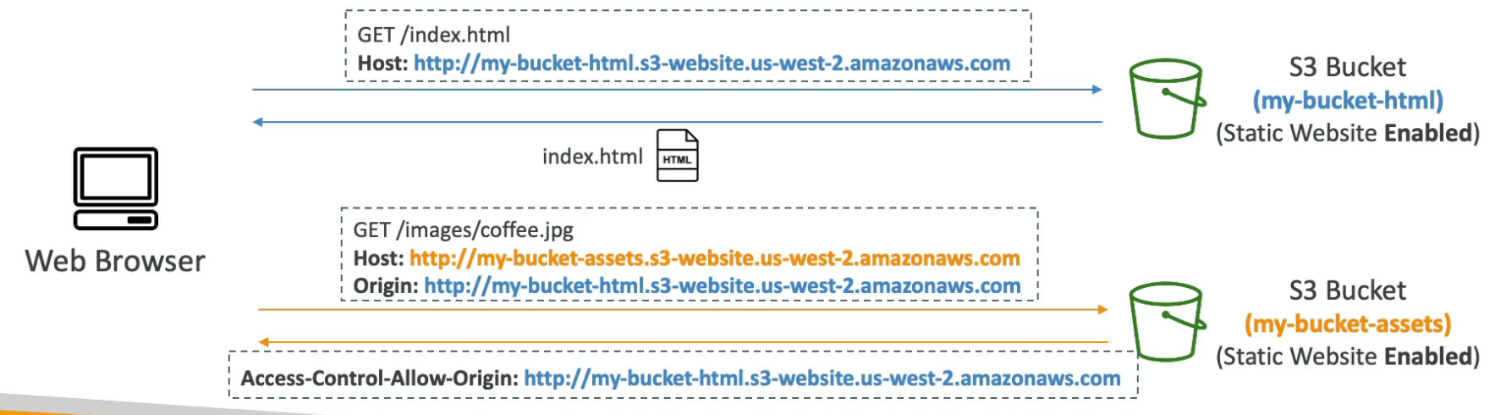 GET /index.html
Host: http://my-bucket-html.s3-website.us-west-2.amazonaws.com
S3 Bucket
(my-bucket-html)
(Static Website Enabled)
index.html
HTML
Web Browser
GET /images/coffee.jpg
Host: http://my-bucket-assets.s3-website.us-west-2.amazonaws.com
Origin: http://my-bucket-html.s3-website.us-west-2.amazonaws.com
S3 Bucket
(my-bucket-assets)
(Static Website Enabled)
Access-Control-Allow-Origin: http://my-bucket-html.s3-website.us-west-2.amazonaws.com